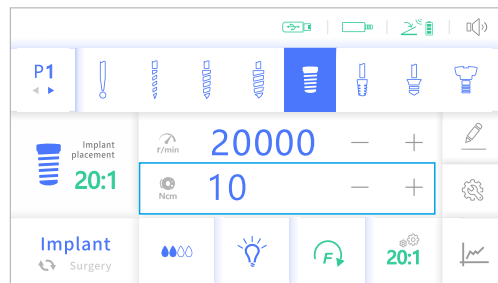 P1
Implant
placement
20:1
r/min
20000
Ncm
10
Implant
Surgery
F
20:1